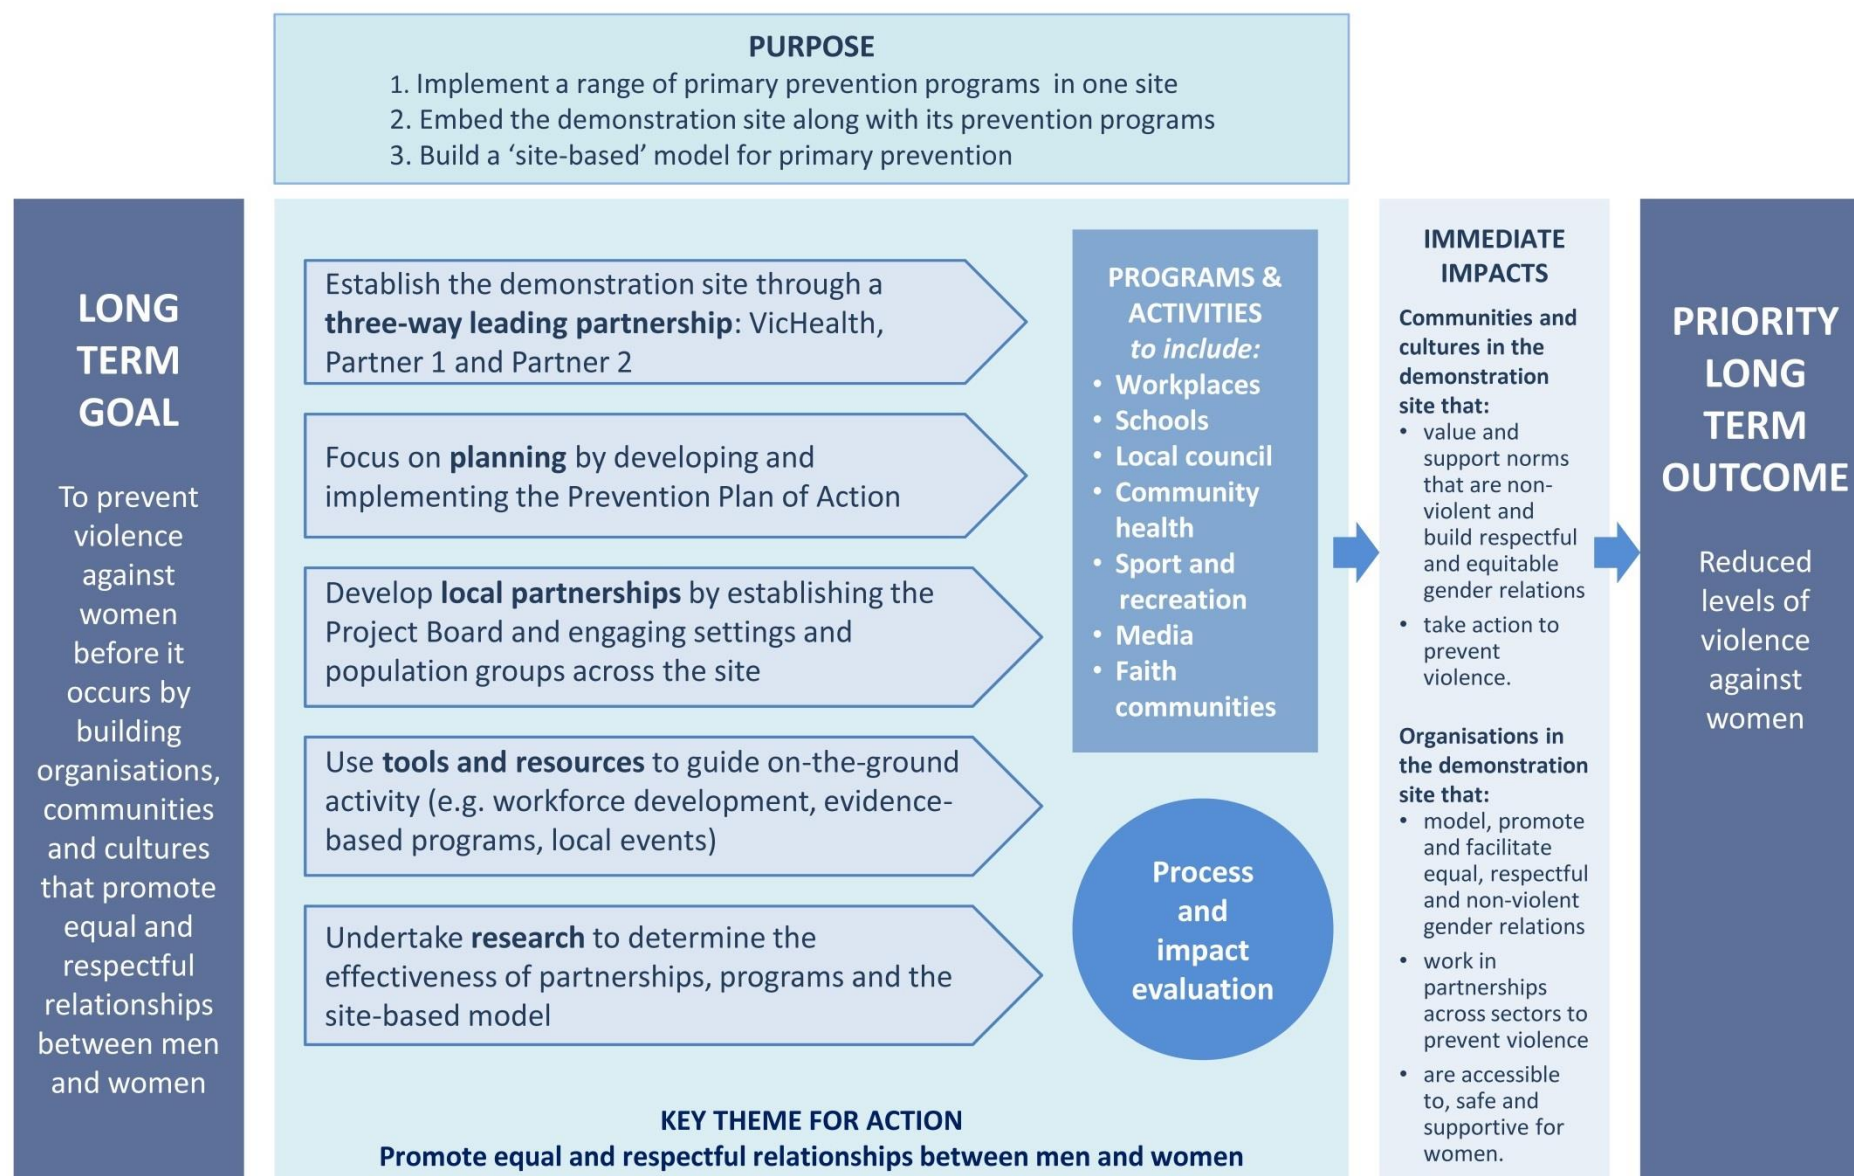 PURPOSE
1. Implement a range of primary prevention programs in one site
2. Embed the demonstration site along with its prevention programs
3. Build a ‘site-based’ model for primary prevention
LONG
TERM
GOAL
To prevent
violence
against
women
before it
occurs by
building
organisations,
communities
and cultures
that promote
equal and
respectful
relationships
between men
and women
Establish the demonstration site through a
three-way leading partnership: VicHealth,
Partner 1 and Partner 2
Focus on planning by developing and
implementing the Prevention Plan of Action
Develop local partnerships by establishing the
Project Board and engaging settings and
population groups across the site
Use tools and resources to guide on-the-ground
activity (e.g. workforce development, evidence-
based programs, local events)
Undertake research to determine the
effectiveness of partnerships, programs and the
site-based model
PROGRAMS &
ACTIVITIES
to include:
• Workplaces
• Schools
• Local council
• Community
health
• Sport and
recreation
• Media
• Faith
communities
Process
and
impact
evaluation
KEY THEME FOR ACTION
Promote equal and respectful relationships between men and women
IMMEDIATE
IMPACTS
Communities and
cultures in the
demonstration
site that:
• value and
support norms
that are non-
violent and
build respectful
and equitable
gender relations
• take action to
prevent
violence.
Organisations in
the demonstration
site that:
• model, promote
and facilitate
equal, respectful
and non-violent
gender relations
• work in
partnerships
across sectors to
prevent violence
• are accessible
to, safe and
supportive for
women.
PRIORITY
LONG
TERM
OUTCOME
Reduced
levels of
violence
against
women